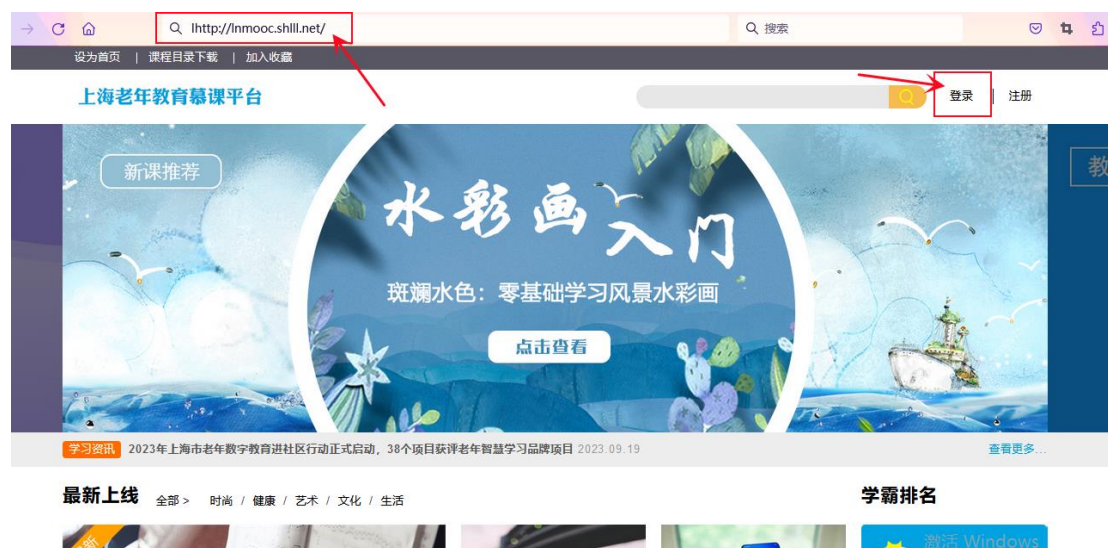 lhttp://lnmooc.shlll.net/
搜索
设为首页 | 课程目录下载 | 加入收藏
上海老年教育慕课平台
登录 | 注册
新课推荐
教
水彩画入门
斑斓水色：零基础学习风景水彩画
点击查看
学习资讯 2023年上海市老年数字教育进社区行动正式启动，38个项目获评老年智慧学习品牌项目 2023.09.19 查看更多...
最新上线 全部 > 时尚 / 健康 / 艺术 / 文化 / 生活
学霸排名
新
激活 Windows